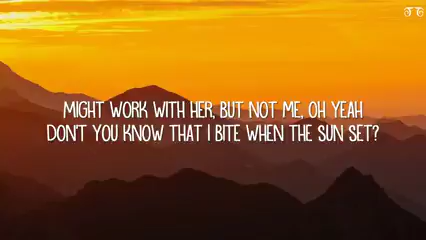 MIGHT WORK WITH HER, BUT NOT ME, OH YEAH
DON'T YOU KNOW THAT I BITE WHEN THE SUN SET?